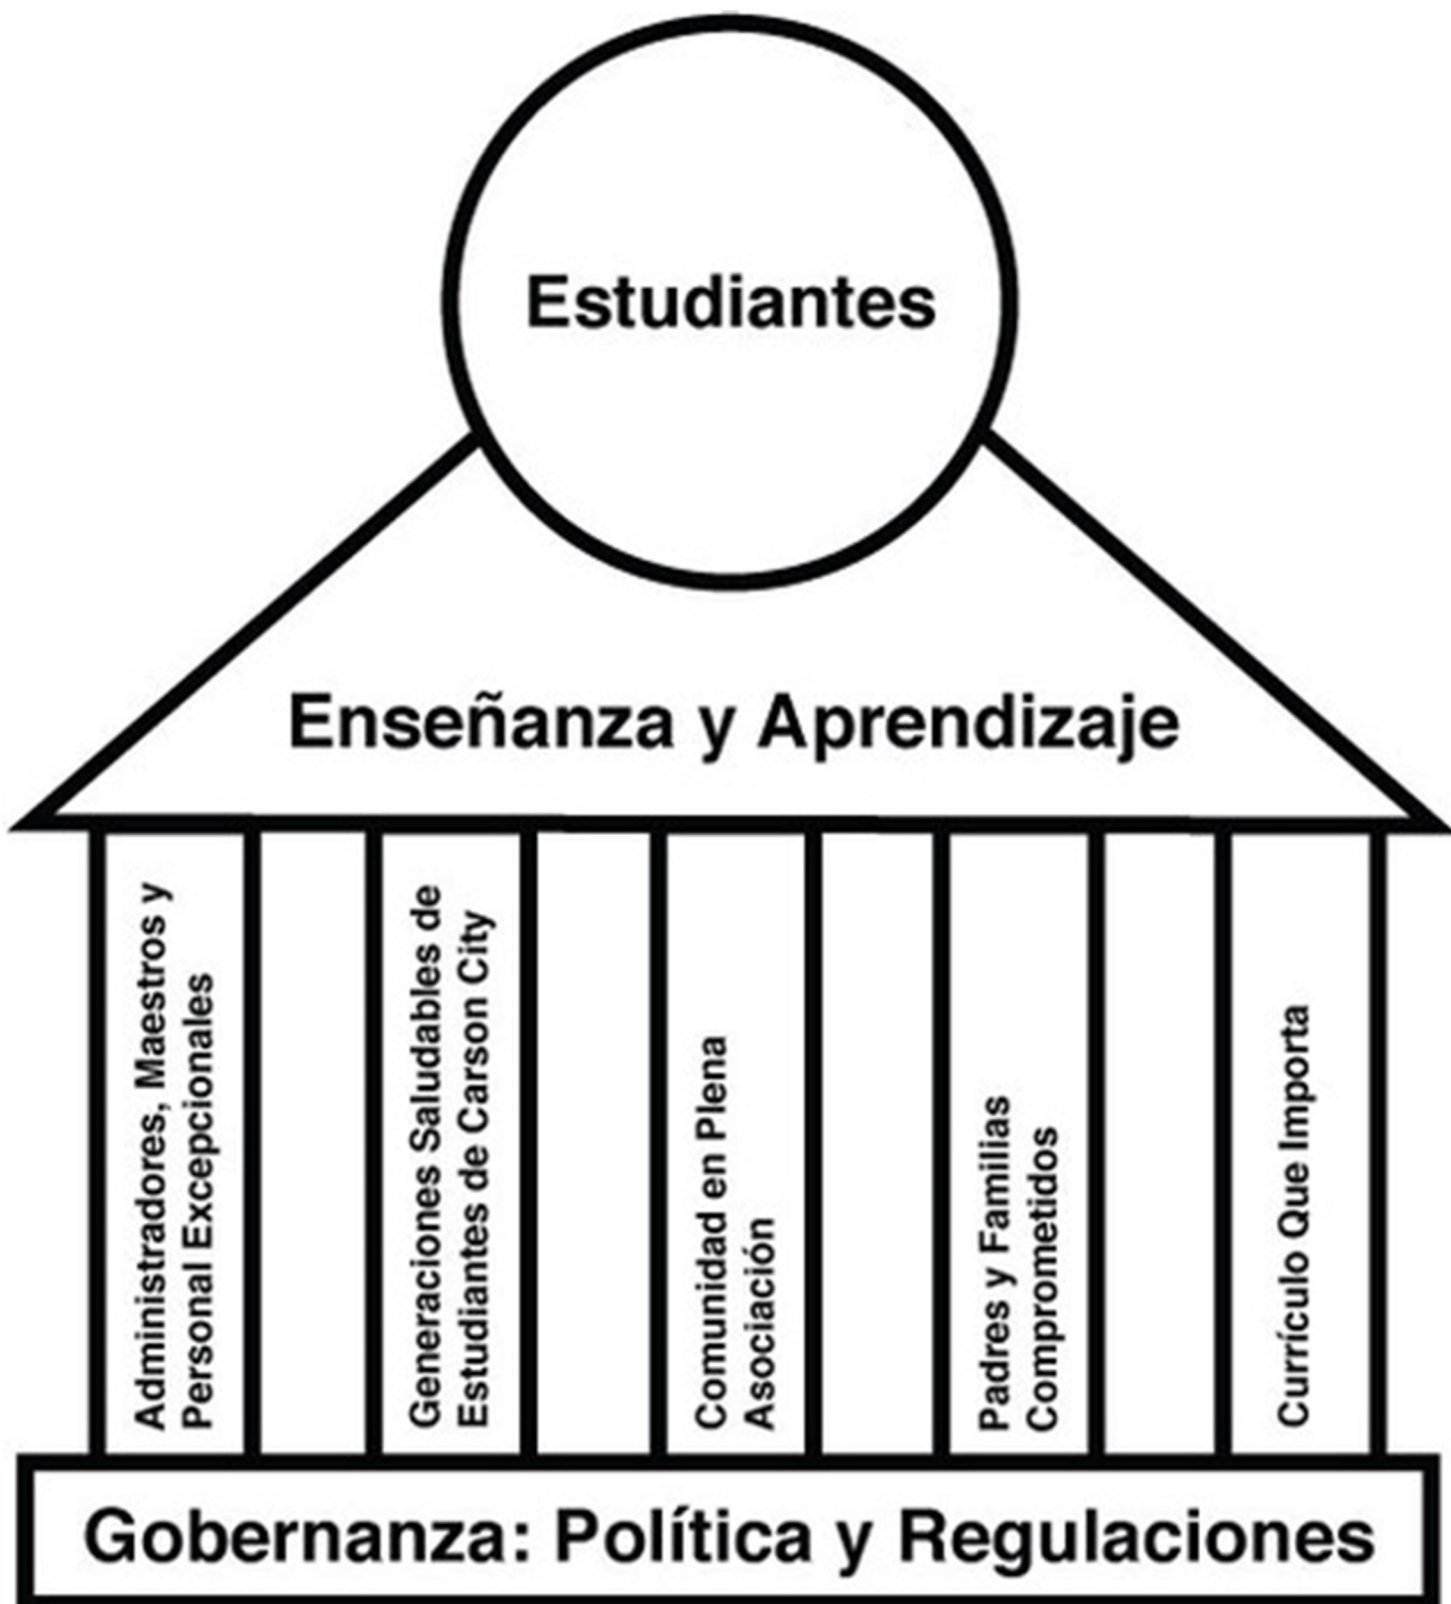 Estudiantes
Enseñanza y Aprendizaje
Administradores, Maestros y
Personal Excepcionales
Generaciones Saludables de
Estudiantes de Carson City
Comunidad en Plena
Asociación
Padres y Familias
Comprometidos
Currículo Que Importa
Gobernanza: Política y Regulaciones